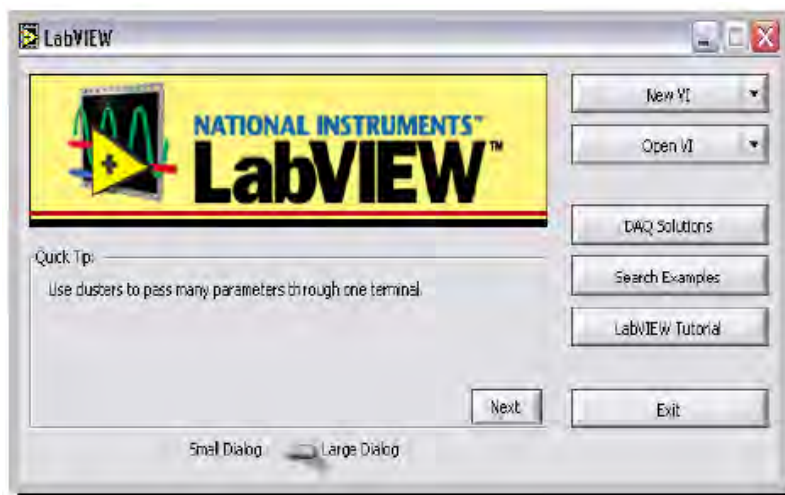 LabVIEW
NATIONAL INSTRUMENTS™
LabVIEW™
New VI
Open VI
DAQ Solutions
Search Examples
LabVIEW Tutorial
Exit
Quick Tip:
Use clusters to pass many parameters through one terminal.
Next
Small Dialog
Large Dialog